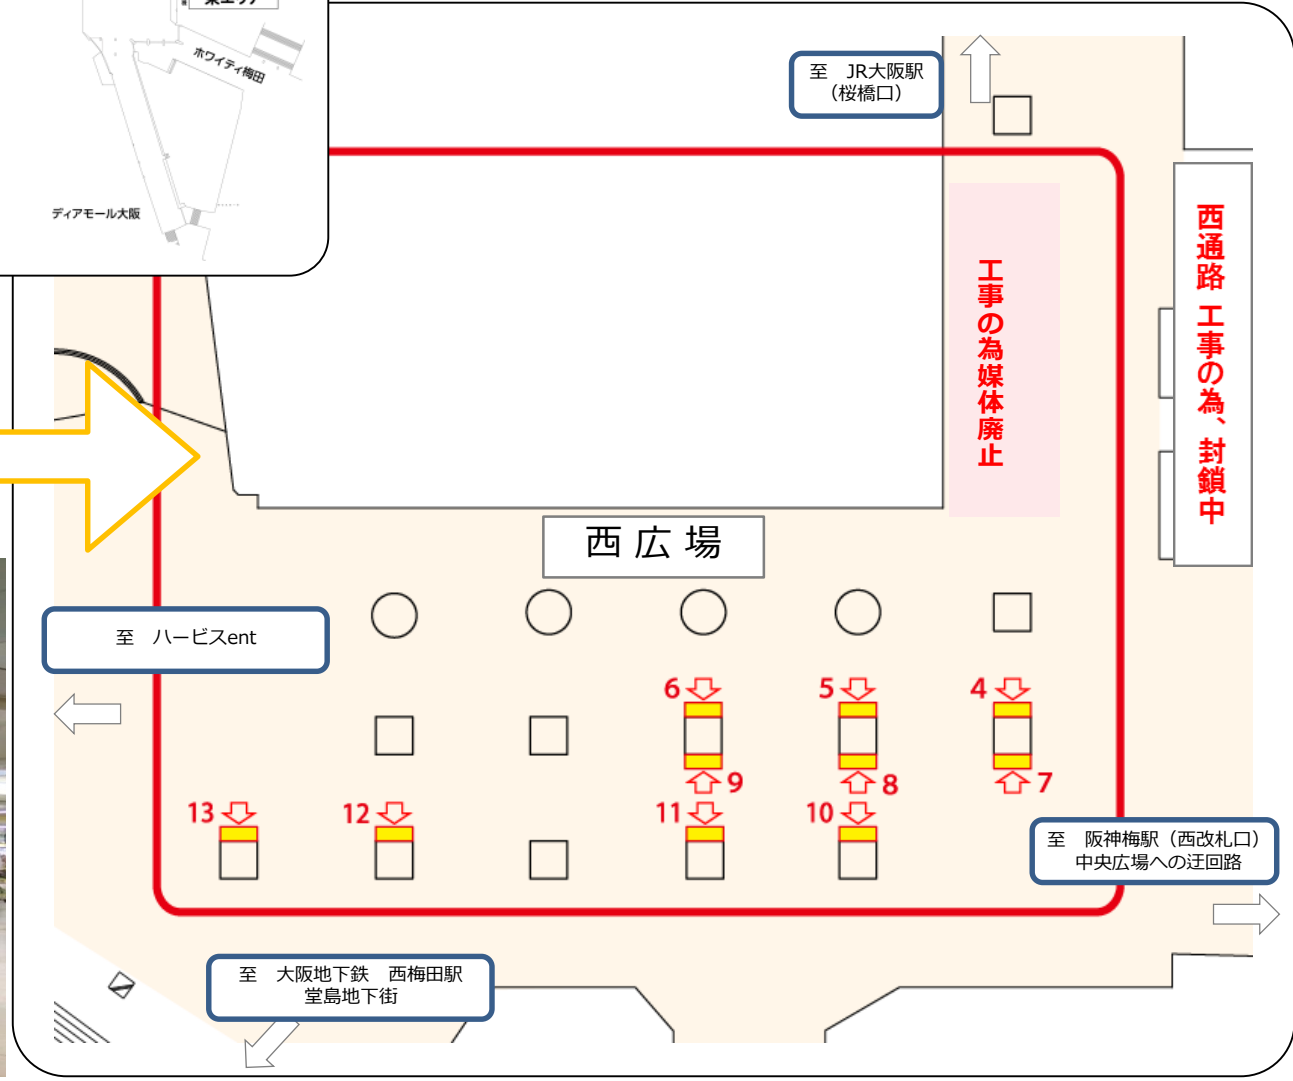 東エリア
ホワイティ梅田
ディアモール大阪
至 JR大阪駅
（桜橋口）
工事の為媒体廃止
西通路 工事の為、封鎖中
西広場
至 ハービスent
6
5
4
9
8
7
13
12
11
10
至 阪神梅駅（西改札口）
中央広場への迂回路
至 大阪地下鉄 西梅田駅
堂島地下街